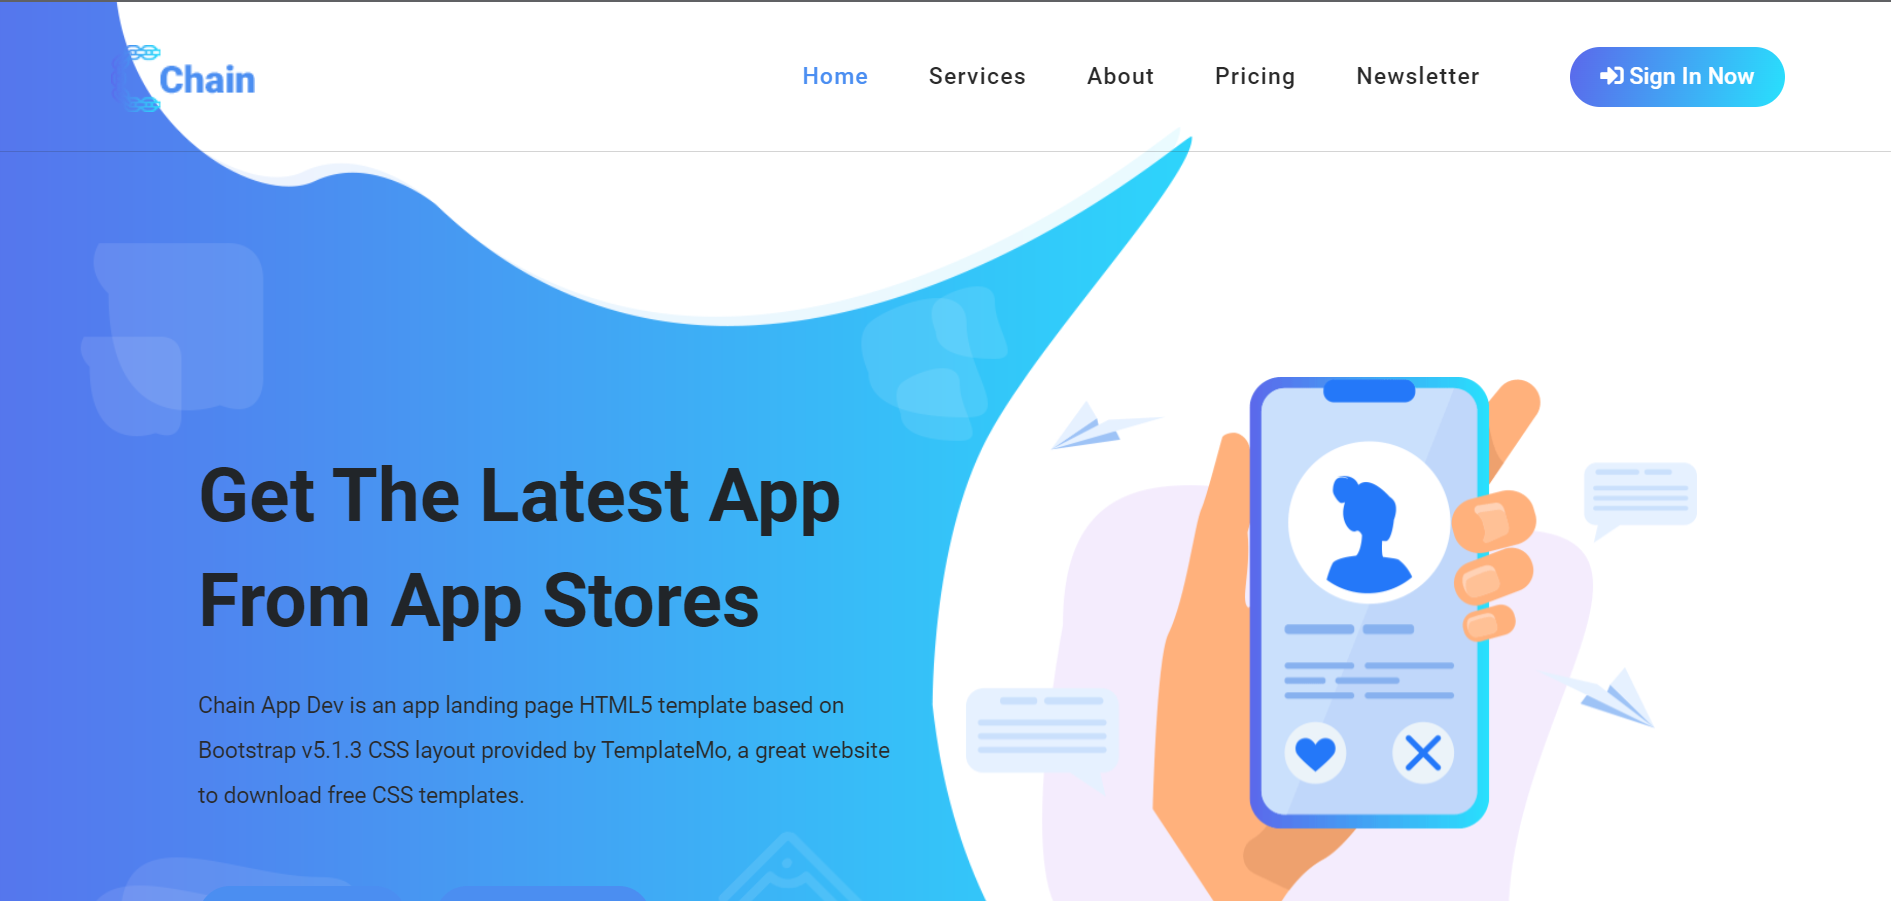 Chain
Home Services About Pricing Newsletter Sign In Now
Get The Latest App
From App Stores
Chain App Dev is an app landing page HTML5 template based on
Bootstrap v5.1.3 CSS layout provided by TemplateMo, a great website
to download free CSS templates.